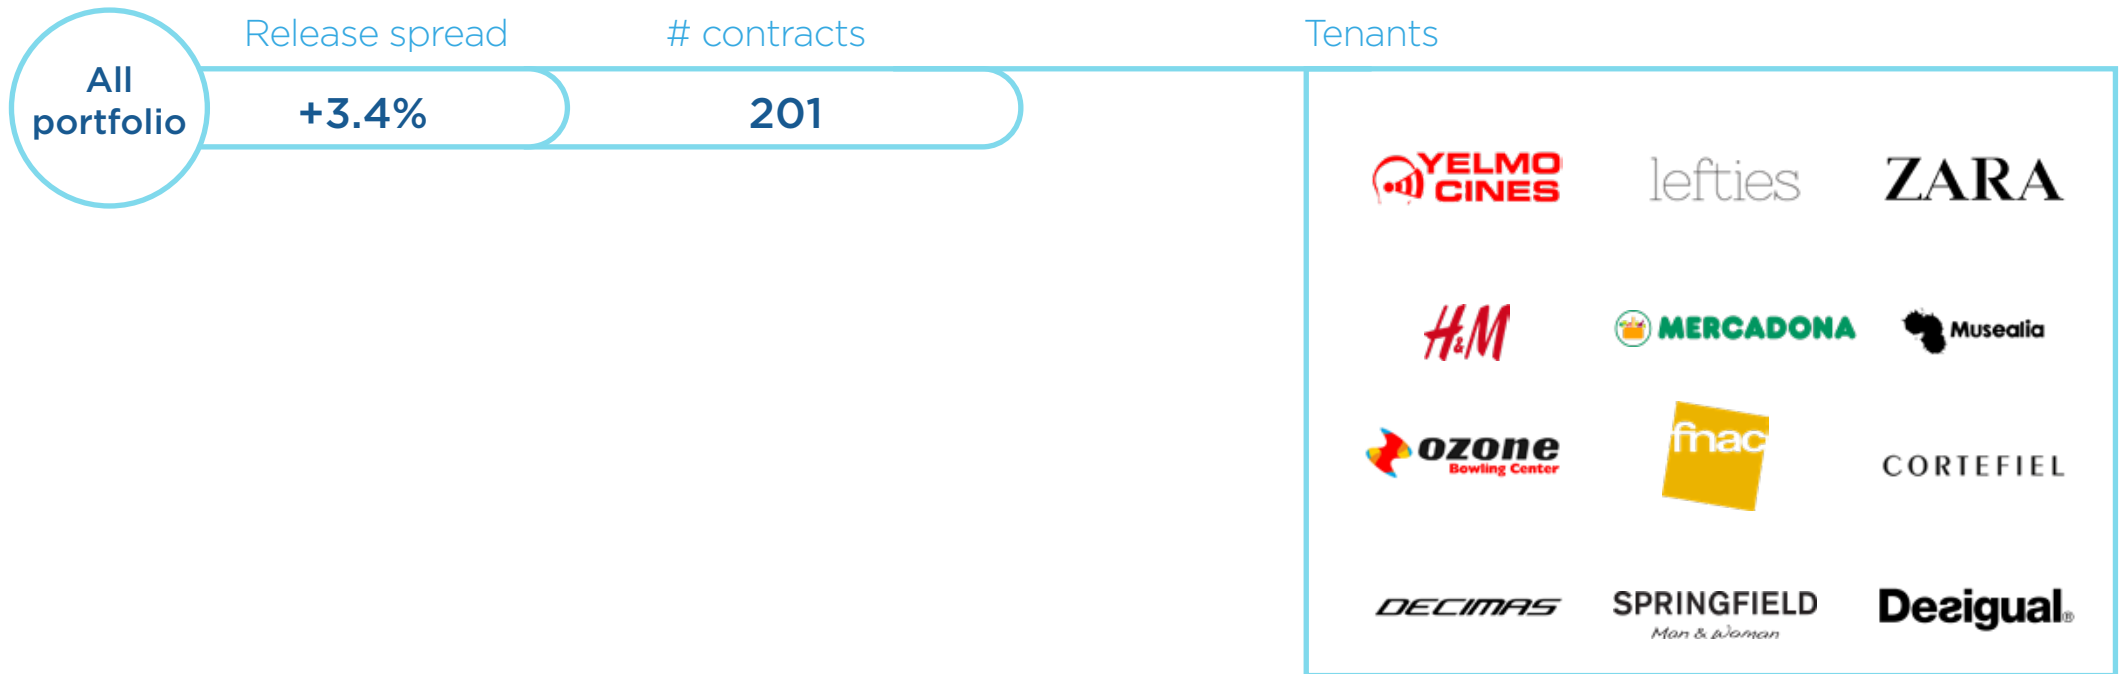 Release spread
# contracts
Tenants
All
portfolio
+3.4%
201
YELMO
CINES
lefties
ZARA
H&M
MERCADONA
Musealia
ozone
Bowling Center
fnac
CORTEFIEL
DECIMAS
SPRINGFIELD
Man & Woman
Desigual®